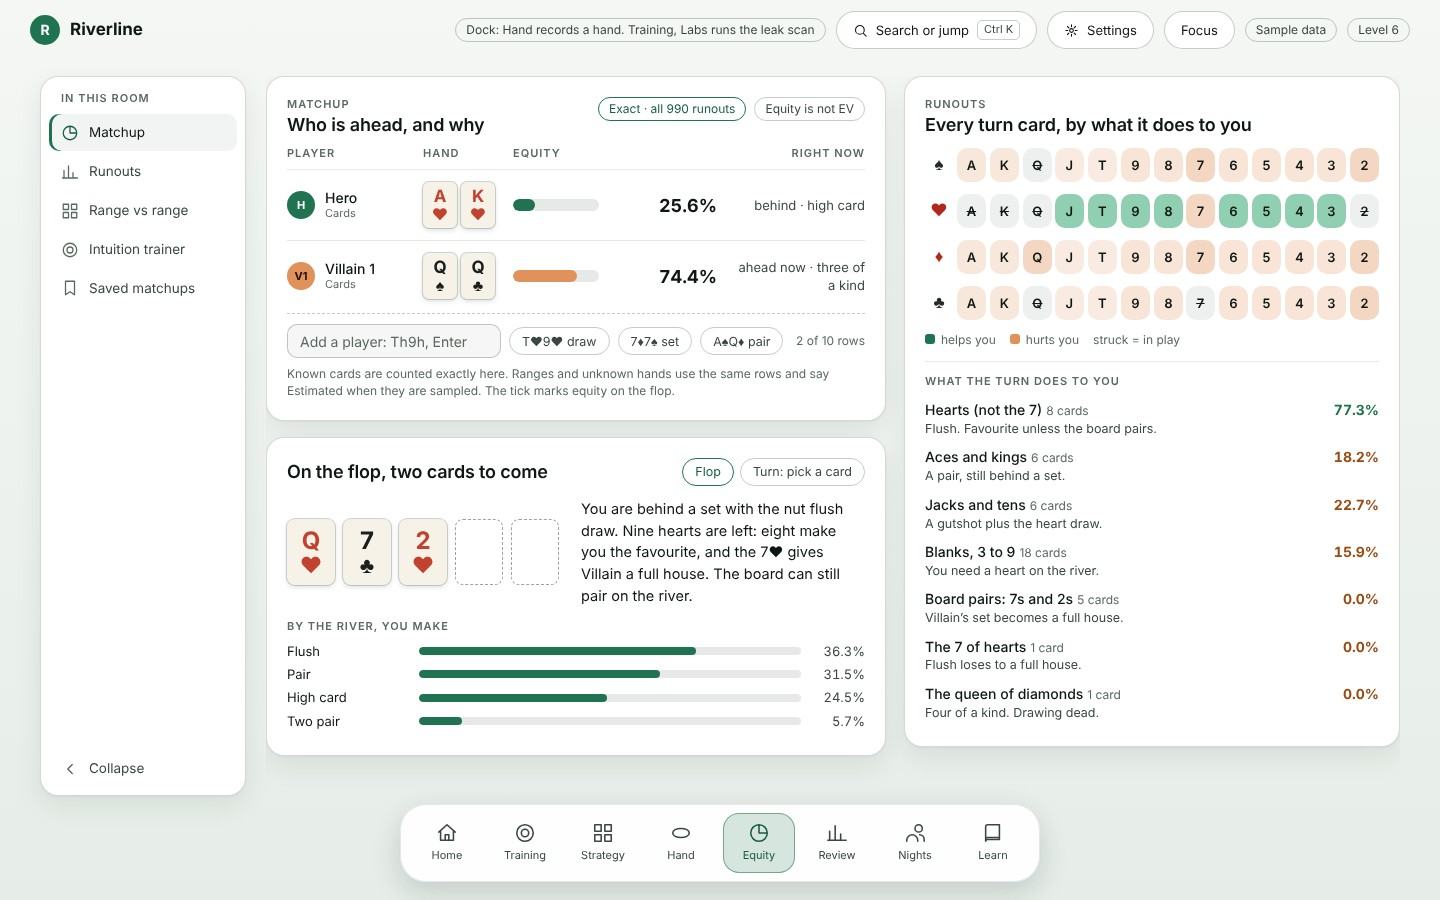 R Riverline
Dock: Hand records a hand. Training, Labs runs the leak scan
Search or jump Ctrl K
Settings
Focus
Sample data
Level 6
IN THIS ROOM
Matchup
Runouts
Range vs range
Intuition trainer
Saved matchups
Collapse
MATCHUP
Who is ahead, and why
Exact · all 990 runouts
Equity is not EV
PLAYER HAND EQUITY RIGHT NOW
H Hero
Cards
A♥ K♥
25.6%
behind · high card
V1 Villain 1
Cards
Q♠ Q♣
74.4%
ahead now · three of
a kind
Add a player: Th9h, Enter
T♥9♥ draw
7♦7♠ set
A♠Q♦ pair
2 of 10 rows
Known cards are counted exactly here. Ranges and unknown hands use the same rows and say
Estimated when they are sampled. The tick marks equity on the flop.
On the flop, two cards to come
Flop
Turn: pick a card
Q♥ 7♣ 2♥
You are behind a set with the nut flush
draw. Nine hearts are left: eight make
you the favourite, and the 7♥ gives
Villain a full house. The board can still
pair on the river.
BY THE RIVER, YOU MAKE
Flush 36.3%
Pair 31.5%
High card 24.5%
Two pair 5.7%
RUNOUTS
Every turn card, by what it does to you
♠ A K Q J T 9 8 7 6 5 4 3 2
♥ A K Q J T 9 8 7 6 5 4 3 2
♦ A K Q J T 9 8 7 6 5 4 3 2
♣ A K Q J T 9 8 7 6 5 4 3 2
helps you hurts you struck = in play
WHAT THE TURN DOES TO YOU
Hearts (not the 7) 8 cards 77.3%
Flush. Favourite unless the board pairs.
Aces and kings 6 cards 18.2%
A pair, still behind a set.
Jacks and tens 6 cards 22.7%
A gutshot plus the heart draw.
Blanks, 3 to 9 18 cards 15.9%
You need a heart on the river.
Board pairs: 7s and 2s 5 cards 0.0%
Villain's set becomes a full house.
The 7 of hearts 1 card 0.0%
Flush loses to a full house.
The queen of diamonds 1 card 0.0%
Four of a kind. Drawing dead.
Home
Training
Strategy
Hand
Equity
Review
Nights
Learn